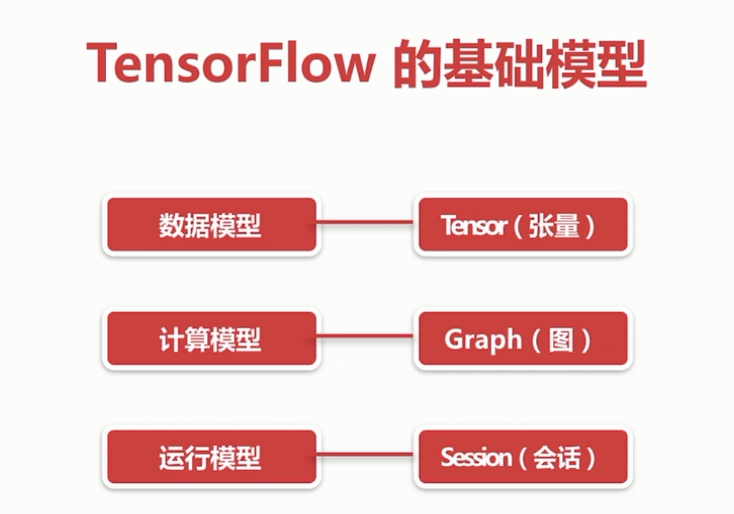 TensorFlow 的基础模型
数据模型 Tensor（张量）
计算模型 Graph（图）
运行模型 Session（会话）